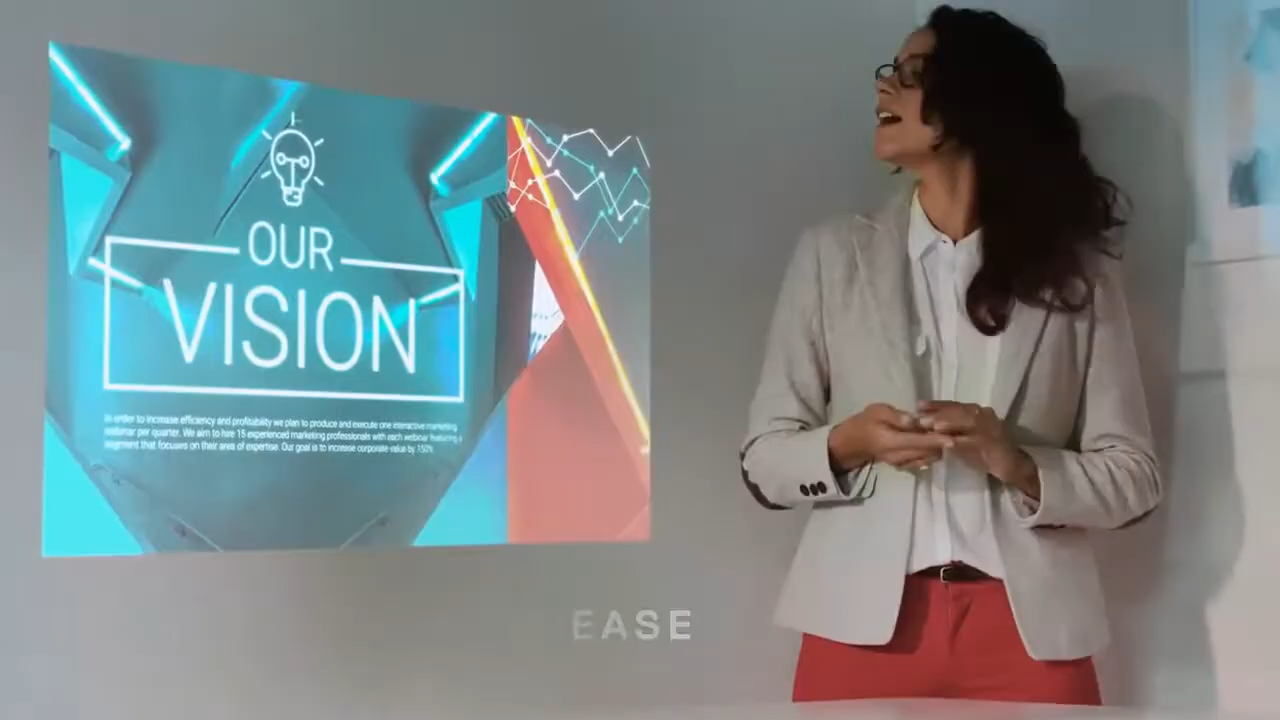 OUR
VISION
In order to increase efficiency and profitability we plan to produce and execute one interactive marketing
webinar per quarter. We aim to hire 15 experienced marketing professionals with each webinar featuring a
segment that focuses on their area of expertise. Our goal is to increase corporate value by 150%
EASE